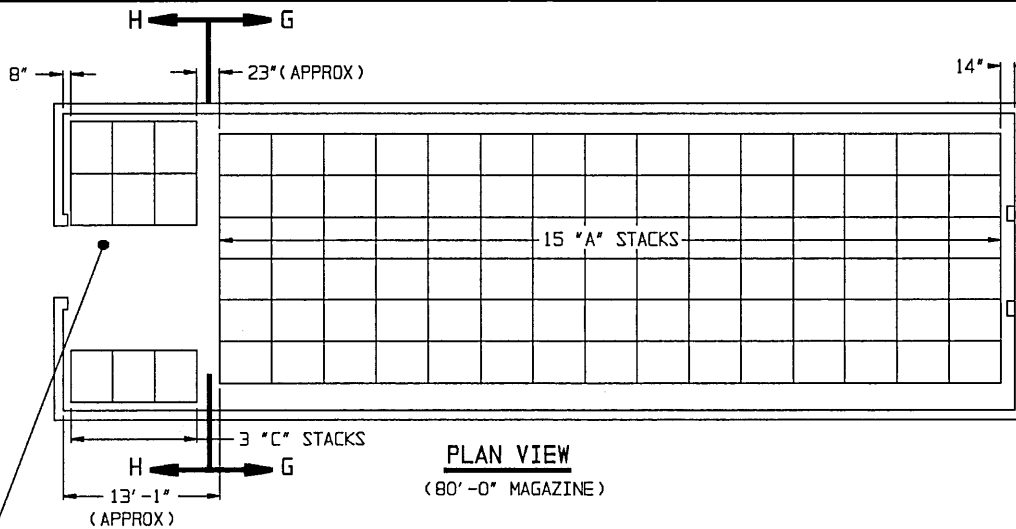 H G
8" 23"(APPROX) 14"
15 "A" STACKS
3 "C" STACKS
H G
PLAN VIEW
(80'-0" MAGAZINE)
13'-1"
(APPROX)